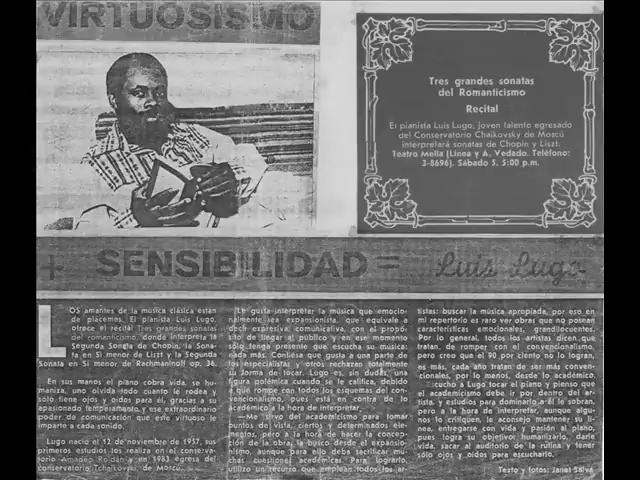 VIRTUOSISMO
Tres grandes sonatas
del Romanticismo
Recital
El pianista Luis Lugo, joven talento egresado
del Conservatorio Chaikovsky de Moscú
interpretará sonatas de Chopin y Liszt.
Teatro Mella (Línea y A, Vedado. Teléfono:
3-8696). Sábado 5, 5:00 p.m.
+ SENSIBILIDAD = Luis Lugo
LOS amantes de la música clásica están
de plácemes. El pianista Luis Lugo,
ofrece el recital Tres grandes sonatas
del romanticismo, donde interpreta la
Segunda Sonata de Chopin, la Sona-
ta en Si menor de Liszt y la Segunda
Sonata en Si menor de Rachmaninoff op. 36.
En sus manos el piano cobra vida, se hu-
maniza, uno olvida todo cuanto le rodea y
sólo tiene ojos y oídos para él, gracias a su
apasionado temperamento y ese extraordinario
poder de comunicación que este virtuoso le
imparte a cada sonido.
Lugo nació el 12 de noviembre de 1957, sus
primeros estudios los realiza en el conserva-
torio Amadeo Roldán y en 1983 egresa del
conservatorio Tchaikovski de Moscú.
Le gusta interpretar la música que emocio-
nalmente sea expansionista, que equivale a
decir expresiva, comunicativa, con el propó-
sito de llegar al público y en ese momento
sólo tenga presente que escucha su música;
nada más. Confiesa que gusta a una parte de
los especialistas y otros rechazan totalmente
su forma de tocar. Lugo es, sin duda, una
figura polémica cuando se le califica, debido
a que rompe con todos los esquemas del con-
vencionalismo, pues está en contra de lo
académico a la hora de interpretar.
—Me sirvo del academicismo para tomar
puntos de vista, ciertos y determinados ele-
mentos, pero a la hora de hacer la concep-
ción de la obra, la busco desde el expansio-
nismo, aunque para ello deba sacrificar mu-
chas cuestiones académicas. Para lograrlo,
utilizo un recurso que emplean todos los ar-
tistas: buscar la música apropiada, por eso en
mi repertorio es raro ver obras que no posean
características emocionales, grandilocuentes.
Por lo general, todos los artistas dicen que
tratan de romper con el convencionalismo,
pero creo que el 90 por ciento no lo logran,
es más, cada año tratan de ser más conven-
cionales, por lo menos, desde lo académico.
Escucho a Lugo tocar el piano y pienso que
el academicismo debe ir por dentro del ar-
tista, y estudios para dominarlo a él le sobran,
pero a la hora de interpretar, aunque algu-
nos lo critiquen, le aconsejo mantener su lí-
nea, entregarse con vida y pasión al piano,
pues logra su objetivo: humanizarlo, darle
vida, sacar al auditorio de la rutina y tener
sólo ojos y oídos para escucharlo.
Texto y fotos: Janet Salvá